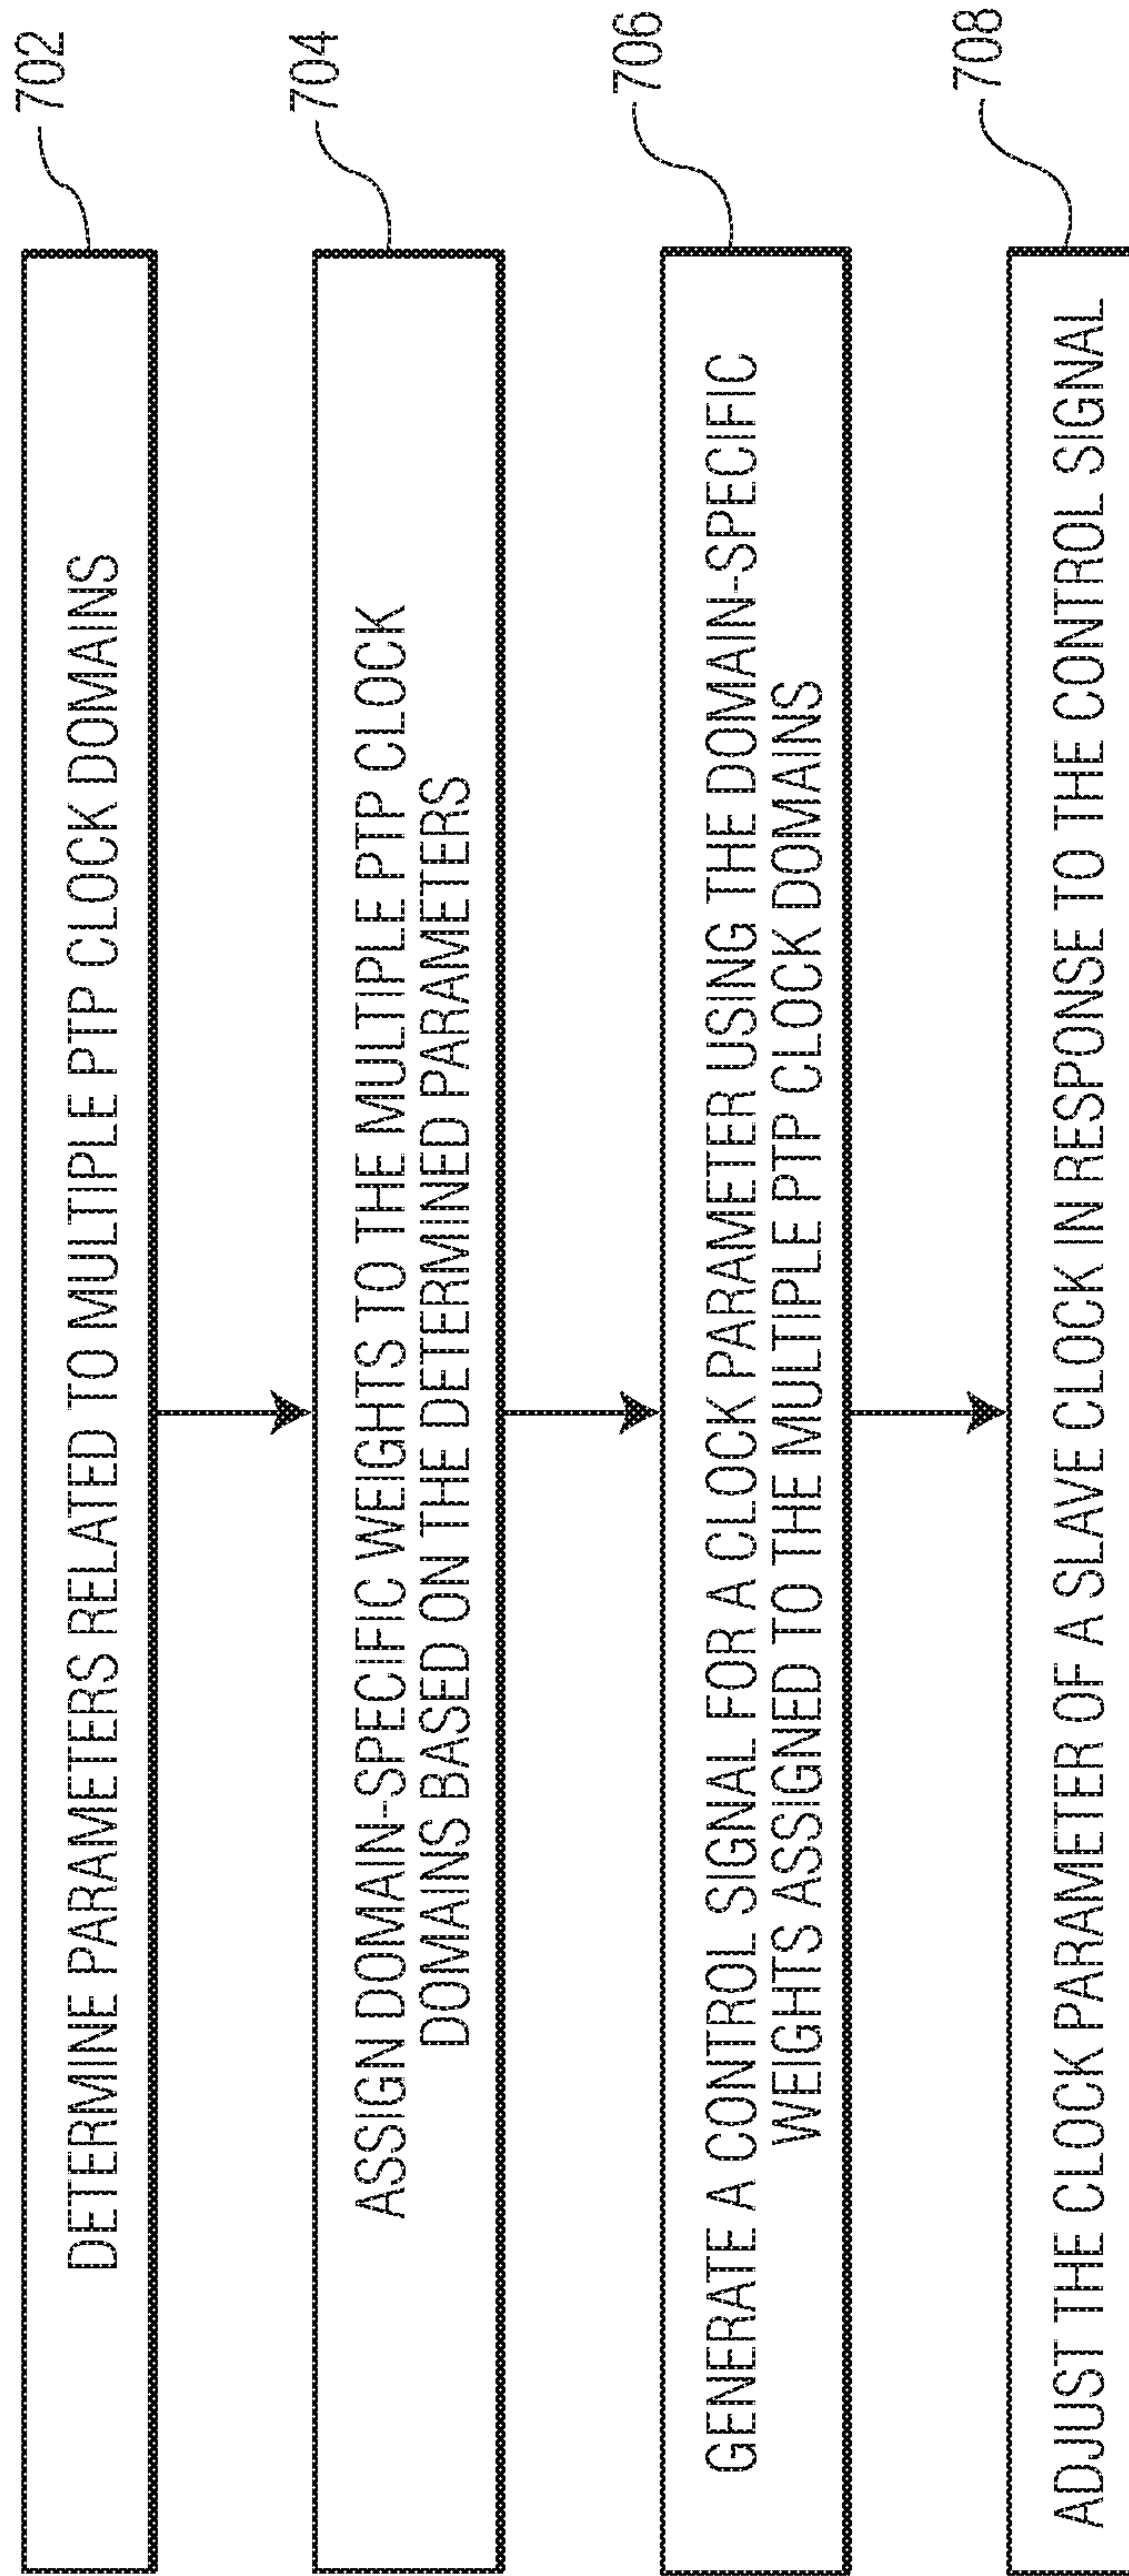 DETERMINE PARAMETERS RELATED TO MULTIPLE PTP CLOCK DOMAINS
702
ASSIGN DOMAIN-SPECIFIC WEIGHTS TO THE MULTIPLE PTP CLOCK
DOMAINS BASED ON THE DETERMINED PARAMETERS
704
GENERATE A CONTROL SIGNAL FOR A CLOCK PARAMETER USING THE DOMAIN-SPECIFIC
WEIGHTS ASSIGNED TO THE MULTIPLE PTP CLOCK DOMAINS
706
ADJUST THE CLOCK PARAMETER OF A SLAVE CLOCK IN RESPONSE TO THE CONTROL SIGNAL
708